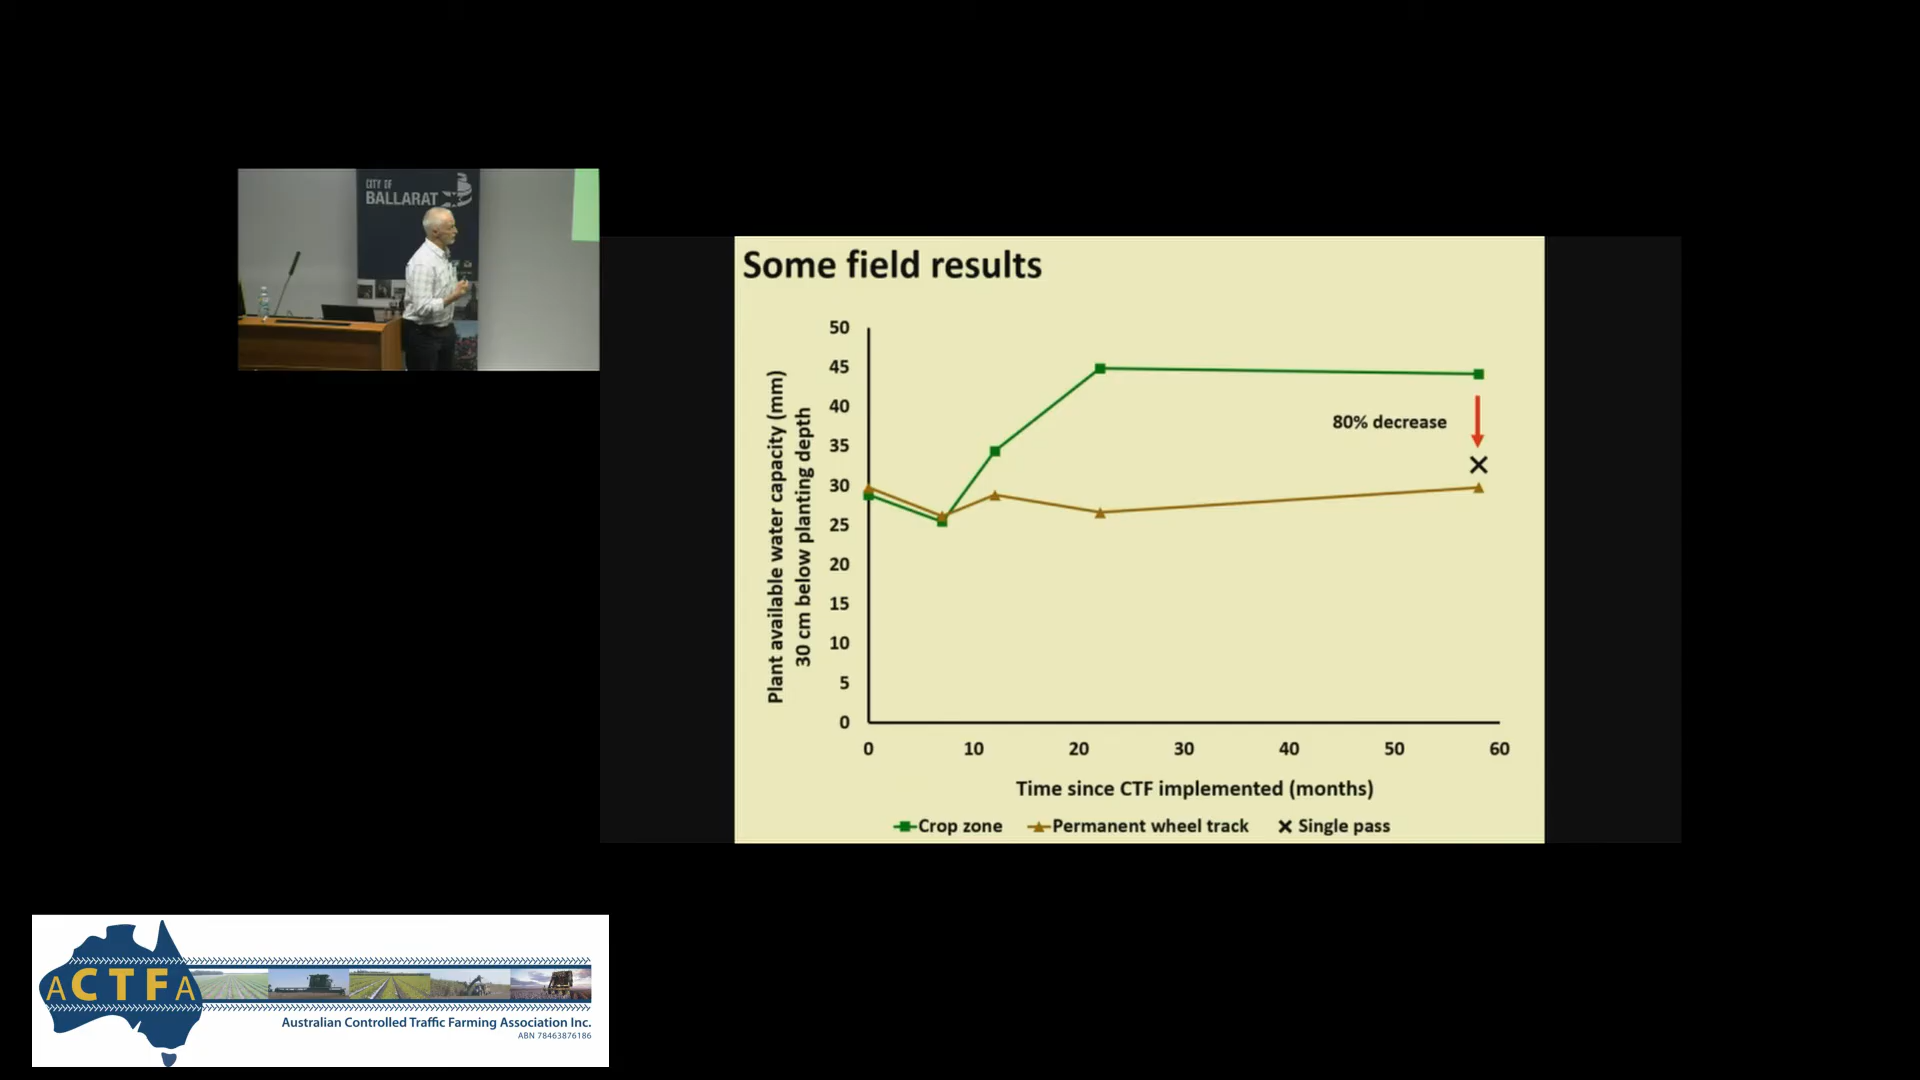 CITY OF
BALLARAT
Some field results
50
45
40
35
30
25
20
15
10
5
0
Plant available water capacity (mm)
30 cm below planting depth
80% decrease
0 10 20 30 40 50 60
Time since CTF implemented (months)
Crop zone Permanent wheel track Single pass
ACTFA
Australian Controlled Traffic Farming Association Inc.
ABN 78463876186